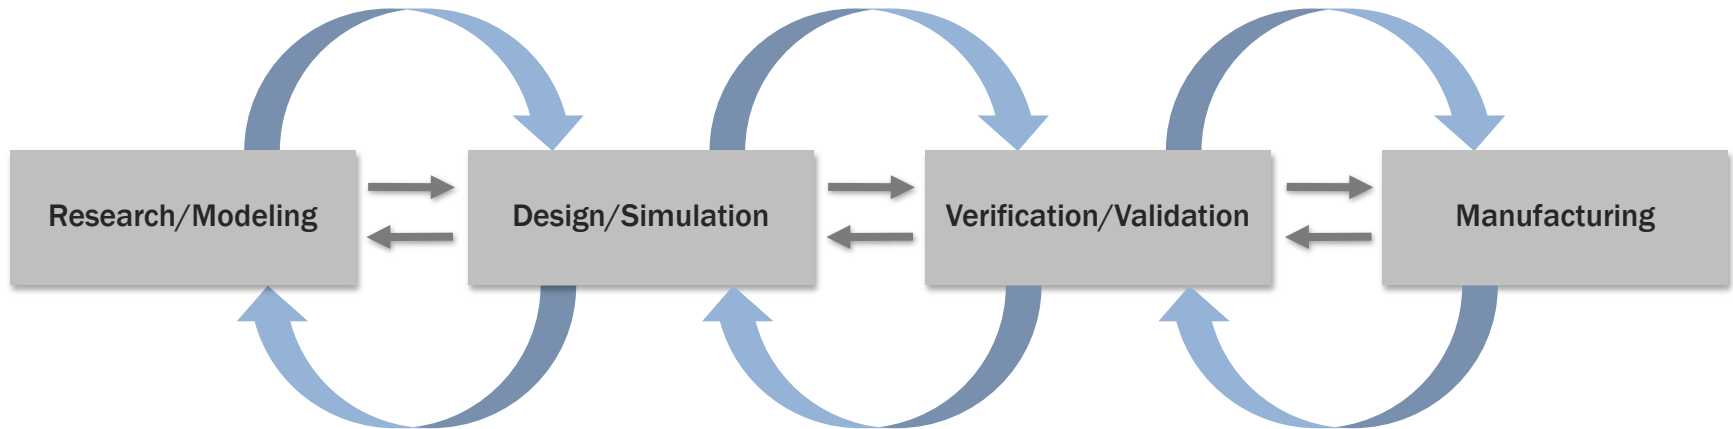 Research/Modeling
Design/Simulation
Verification/Validation
Manufacturing